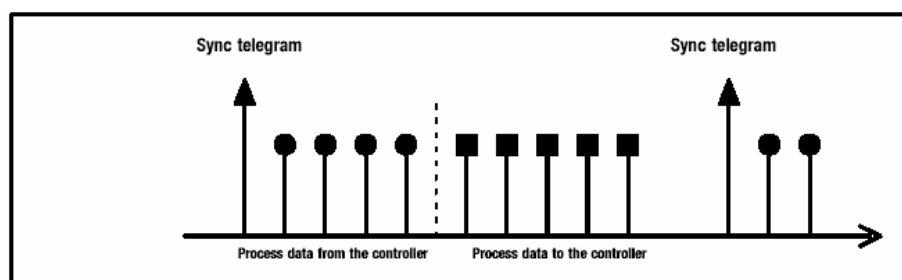 Sync telegram
Sync telegram
Process data from the controller
Process data to the controller